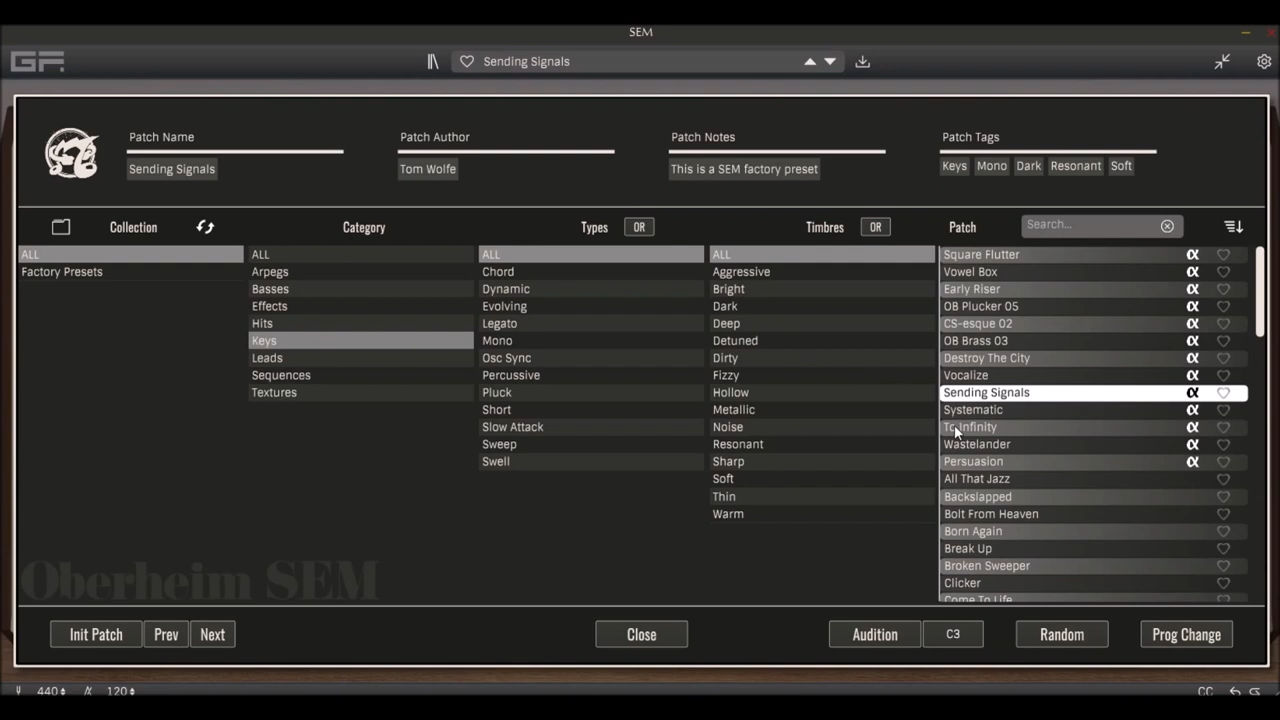 SEM
GF.
Sending Signals
Patch Name
Patch Author
Patch Notes
Patch Tags
Sending Signals
Tom Wolfe
This is a SEM factory preset
Keys Mono Dark Resonant Soft
Collection
Category
Types OR
Timbres OR
Patch Search...
ALL
Factory Presets
ALL
Arpegs
Basses
Effects
Hits
Keys
Leads
Sequences
Textures
ALL
Chord
Dynamic
Evolving
Legato
Mono
Osc Sync
Percussive
Pluck
Short
Slow Attack
Sweep
Swell
ALL
Aggressive
Bright
Dark
Deep
Detuned
Dirty
Fizzy
Hollow
Metallic
Noise
Resonant
Sharp
Soft
Thin
Warm
Square Flutter α
Vowel Box α
Early Riser α
OB Plucker 05 α
CS-esque 02 α
OB Brass 03 α
Destroy The City α
Vocalize α
Sending Signals α
Systematic α
To Infinity α
Wastelander α
Persuasion α
All That Jazz
Backslapped
Bolt From Heaven
Born Again
Break Up
Broken Sweeper
Clicker
Come To Life
Oberheim SEM
Init Patch Prev Next Close Audition C3 Random Prog Change
440 120 CC